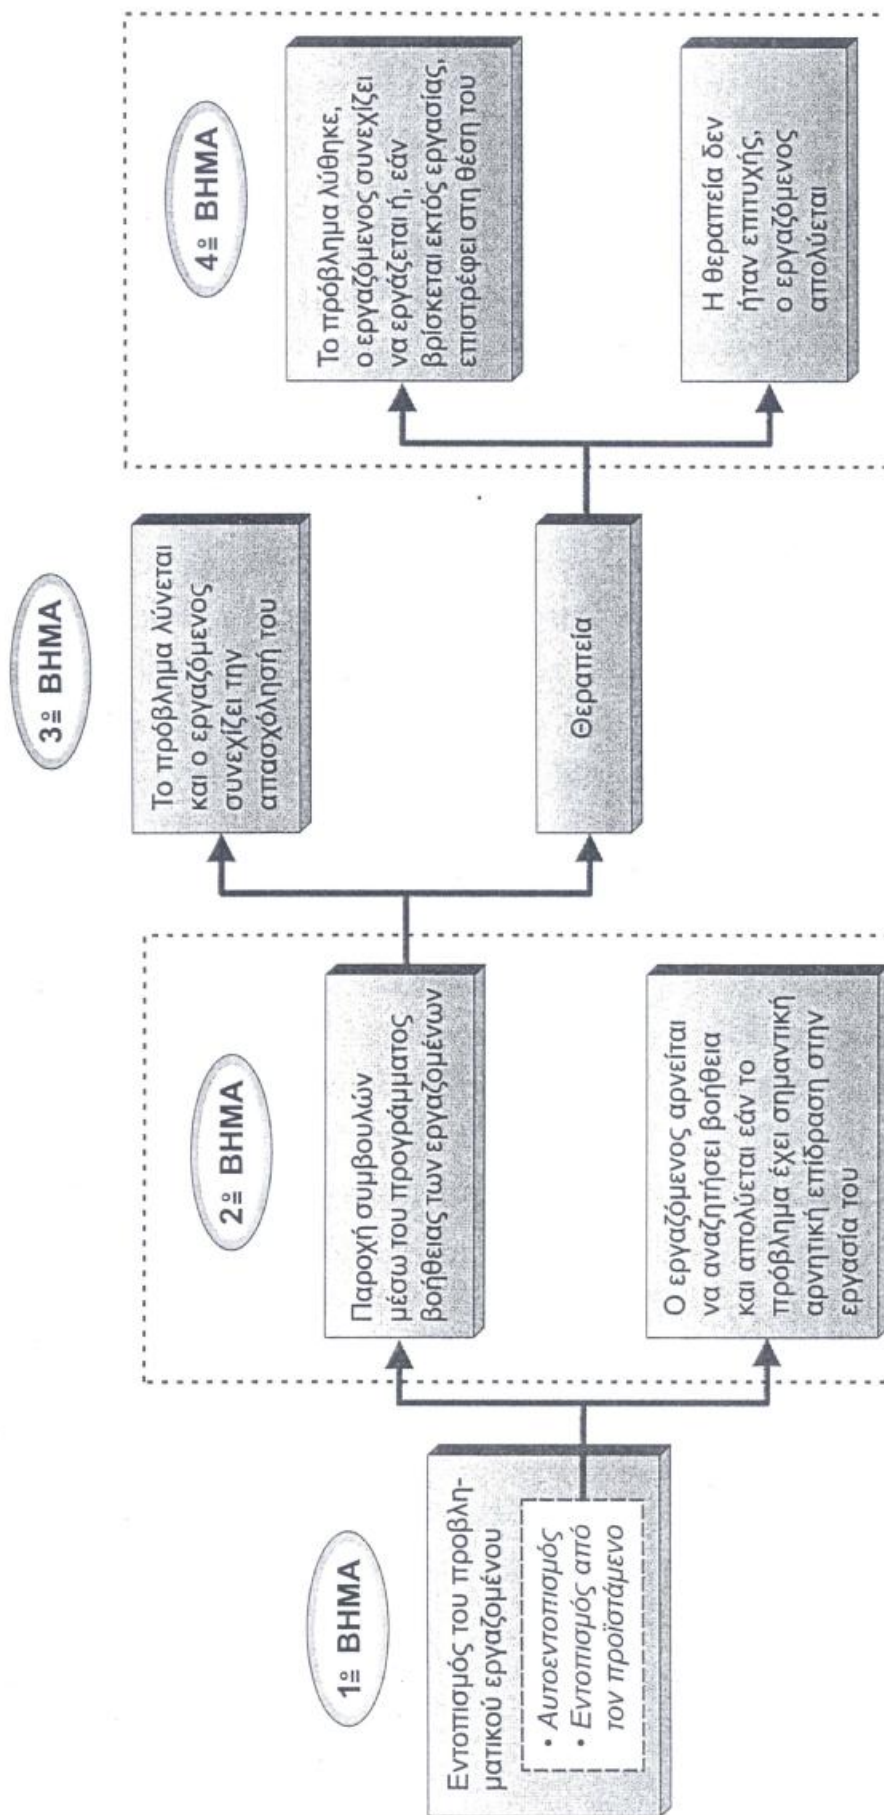 1º ΒΗΜΑ
Εντοπισμός του προβλη-
ματικού εργαζομένου
• Αυτοεντοπισμός
• Εντοπισμός από
τον προϊστάμενο
2º ΒΗΜΑ
Παροχή συμβουλών
μέσω του προγράμματος
βοήθειας των εργαζομένων
Ο εργαζόμενος αρνείται
να αναζητήσει βοήθεια
και απολύεται εάν το
πρόβλημα έχει σημαντική
αρνητική επίδραση στην
εργασία του
3º ΒΗΜΑ
Το πρόβλημα λύνεται
και ο εργαζόμενος
συνεχίζει την
απασχόλησή του
Θεραπεία
4º ΒΗΜΑ
Το πρόβλημα λύθηκε,
ο εργαζόμενος συνεχίζει
να εργάζεται ή, εάν
βρίσκεται εκτός εργασίας,
επιστρέφει στη θέση του
Η θεραπεία δεν
ήταν επιτυχής,
ο εργαζόμενος
απολύεται